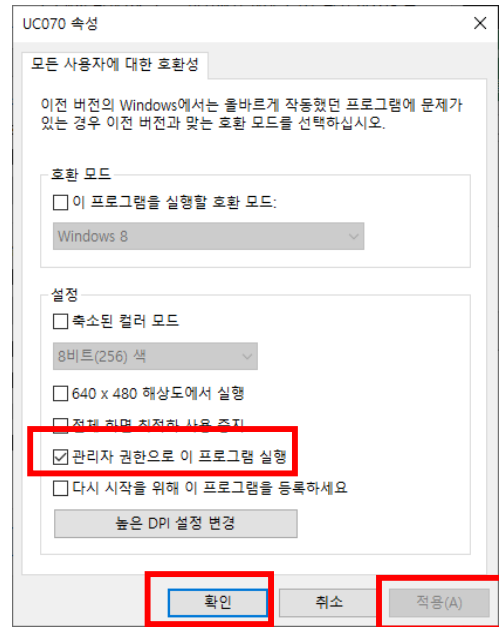 UC070 속성
모든 사용자에 대한 호환성
이전 버전의 Windows에서는 올바르게 작동했던 프로그램에 문제가
있는 경우 이전 버전과 맞는 호환 모드를 선택하십시오.
호환 모드
이 프로그램을 실행할 호환 모드:
Windows 8
설정
축소된 컬러 모드
8비트(256) 색
640 x 480 해상도에서 실행
전체 화면 최적화 사용 중지
관리자 권한으로 이 프로그램 실행
다시 시작을 위해 이 프로그램을 등록하세요
높은 DPI 설정 변경
확인 취소 적용(A)